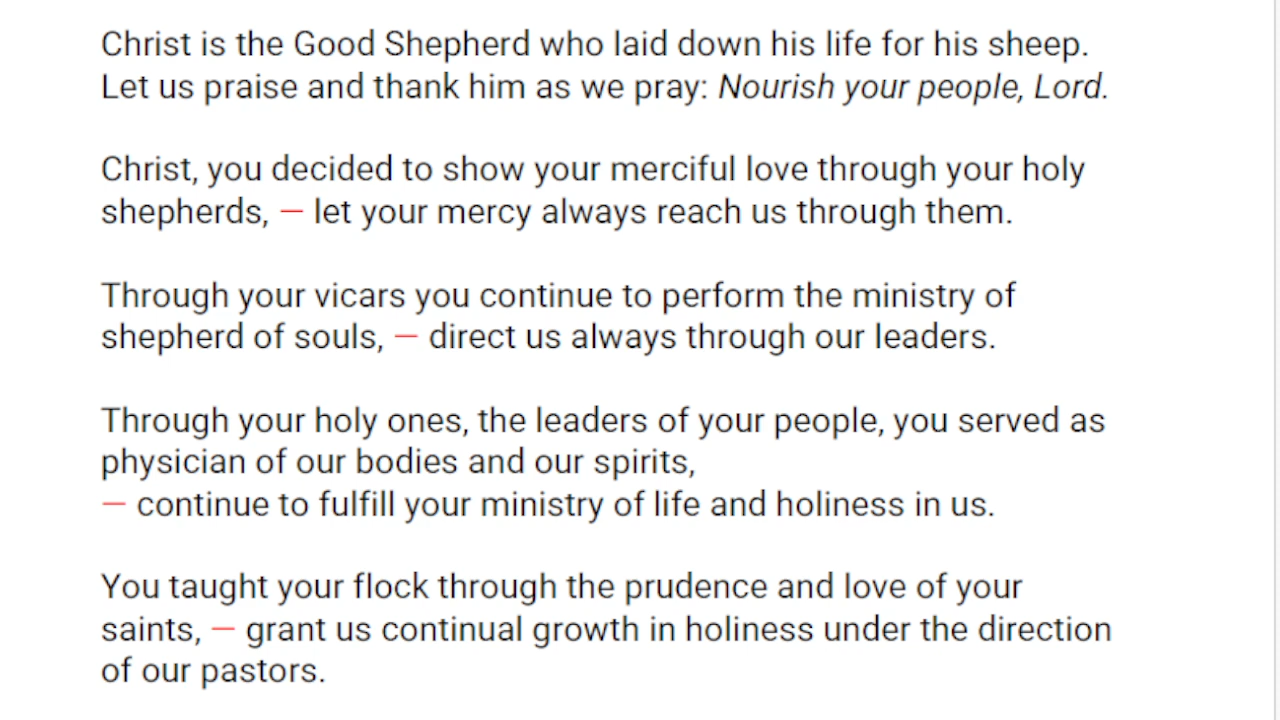 Christ is the Good Shepherd who laid down his life for his sheep.
Let us praise and thank him as we pray: Nourish your people, Lord.
Christ, you decided to show your merciful love through your holy
shepherds, — let your mercy always reach us through them.
Through your vicars you continue to perform the ministry of
shepherd of souls, — direct us always through our leaders.
Through your holy ones, the leaders of your people, you served as
physician of our bodies and our spirits,
— continue to fulfill your ministry of life and holiness in us.
You taught your flock through the prudence and love of your
saints, — grant us continual growth in holiness under the direction
of our pastors.